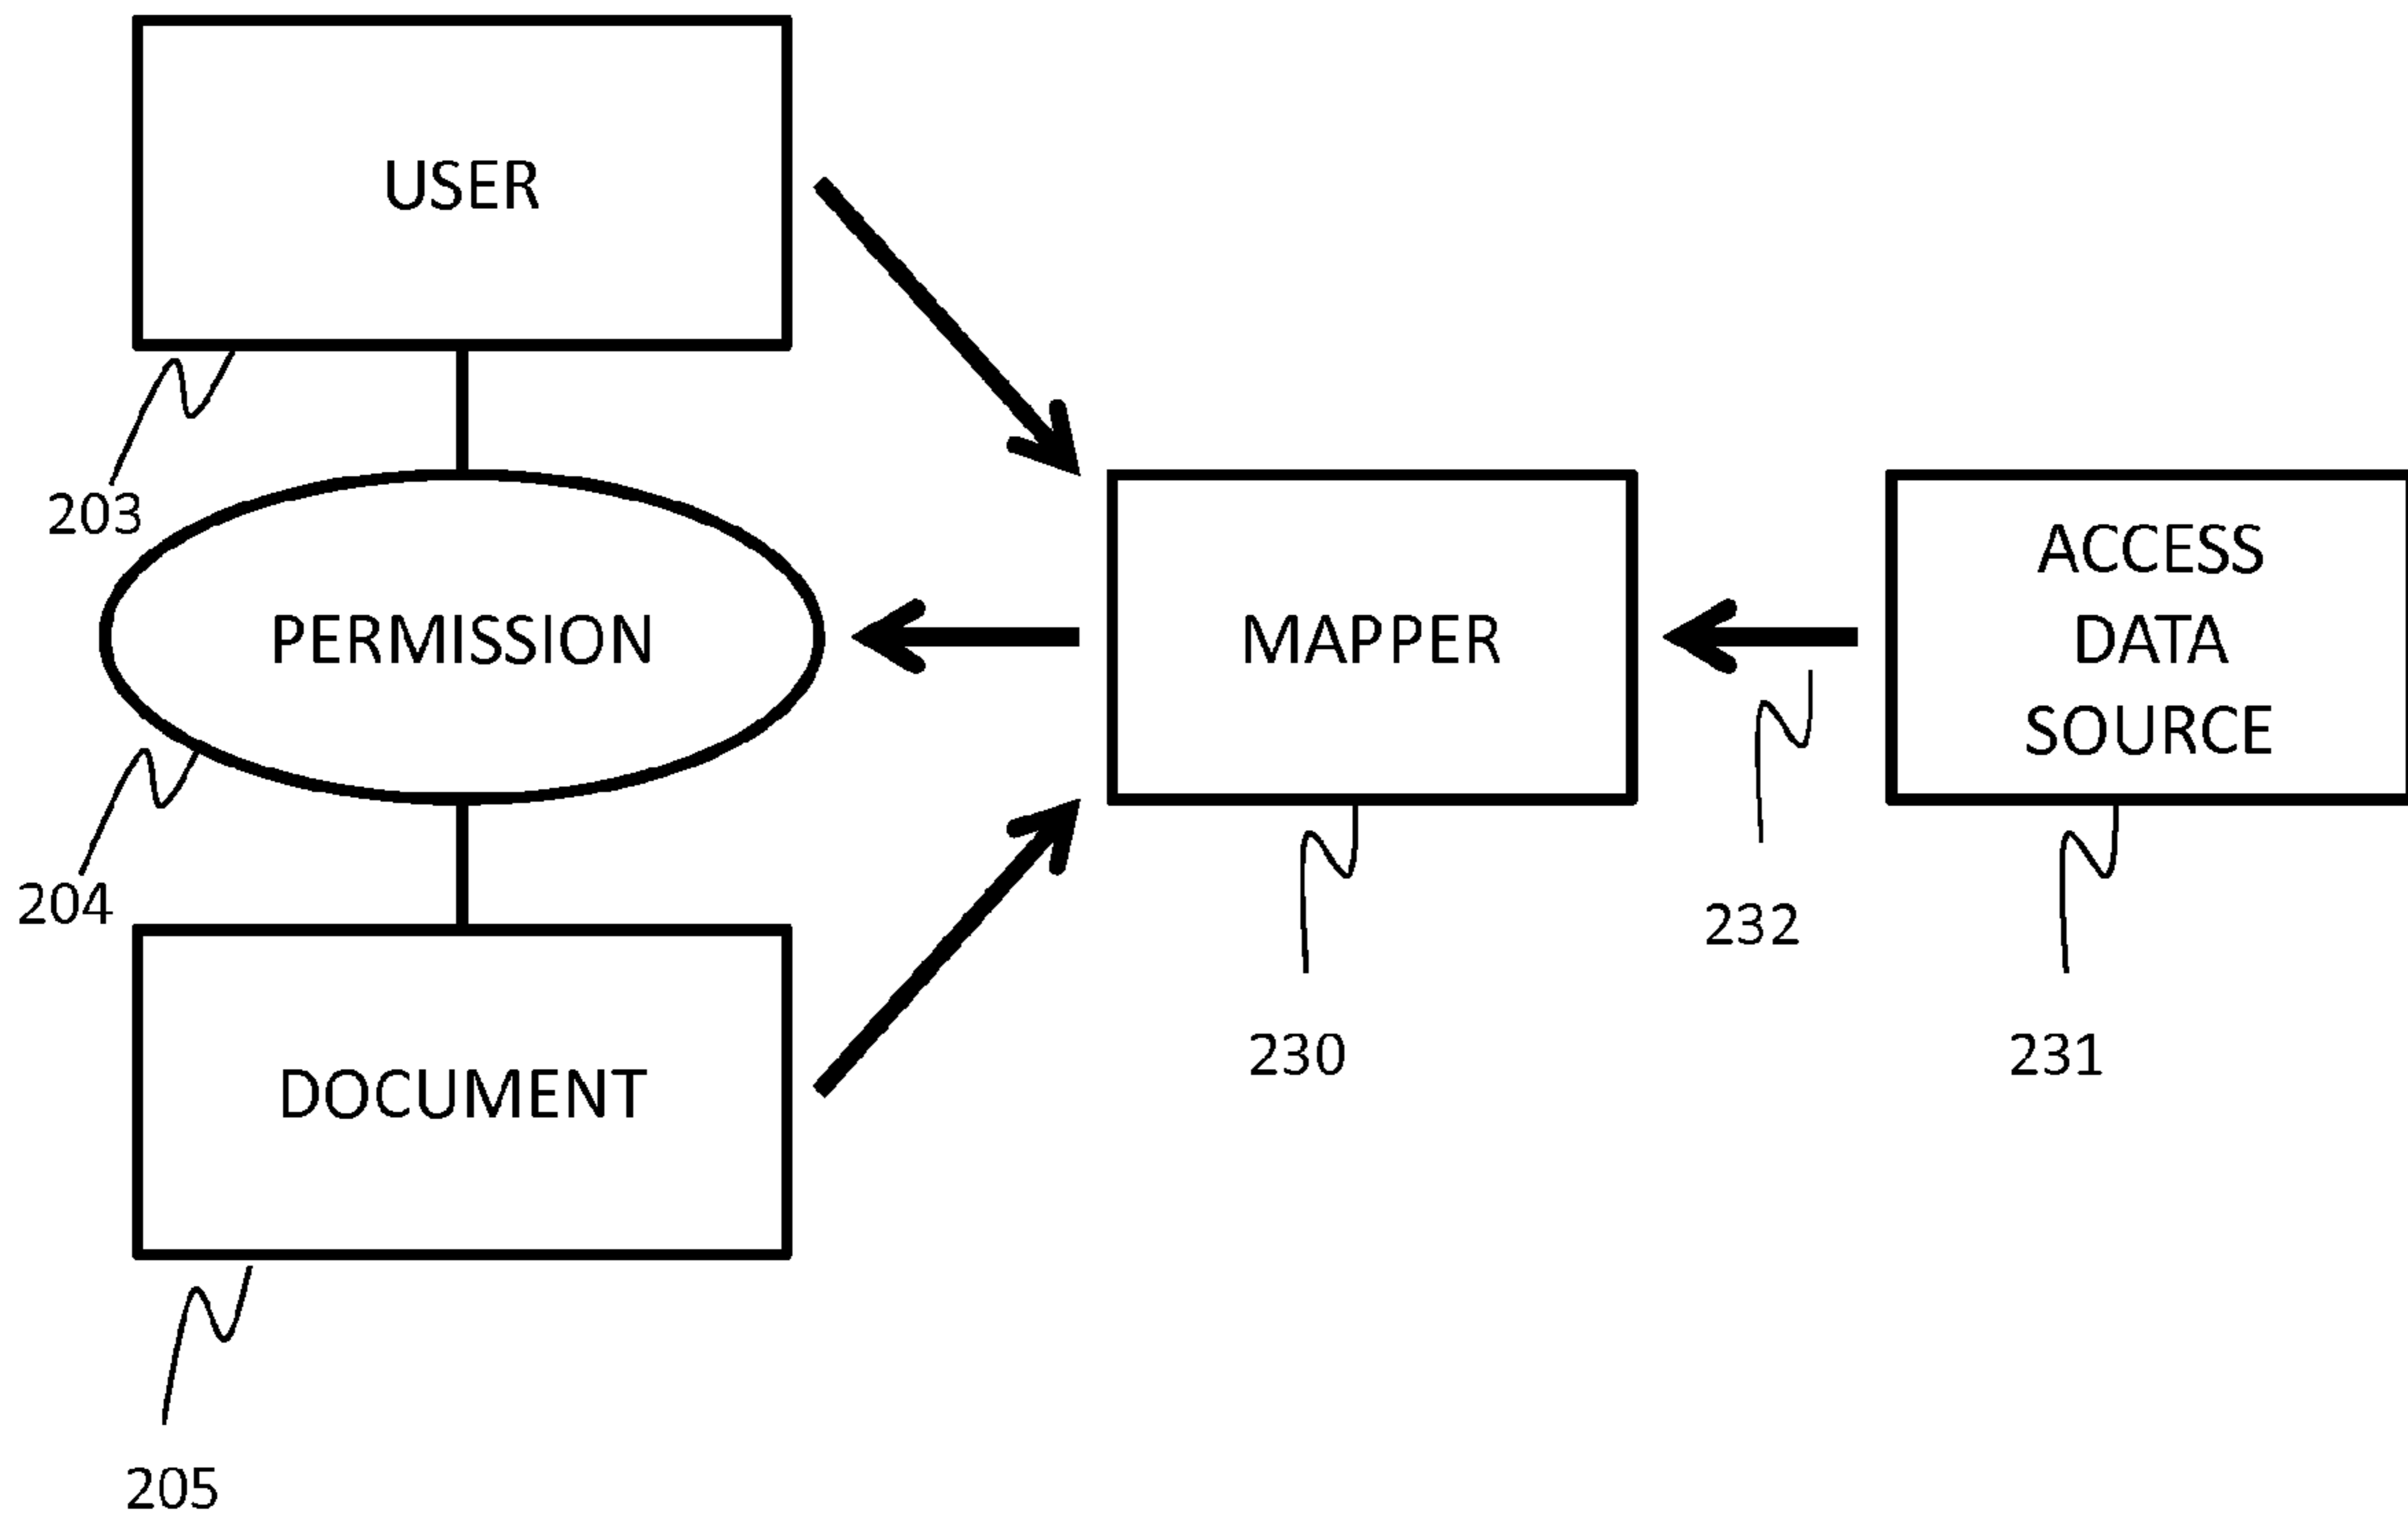 USER
203
PERMISSION
MAPPER
ACCESS
DATA
SOURCE
204
232
230
231
DOCUMENT
205